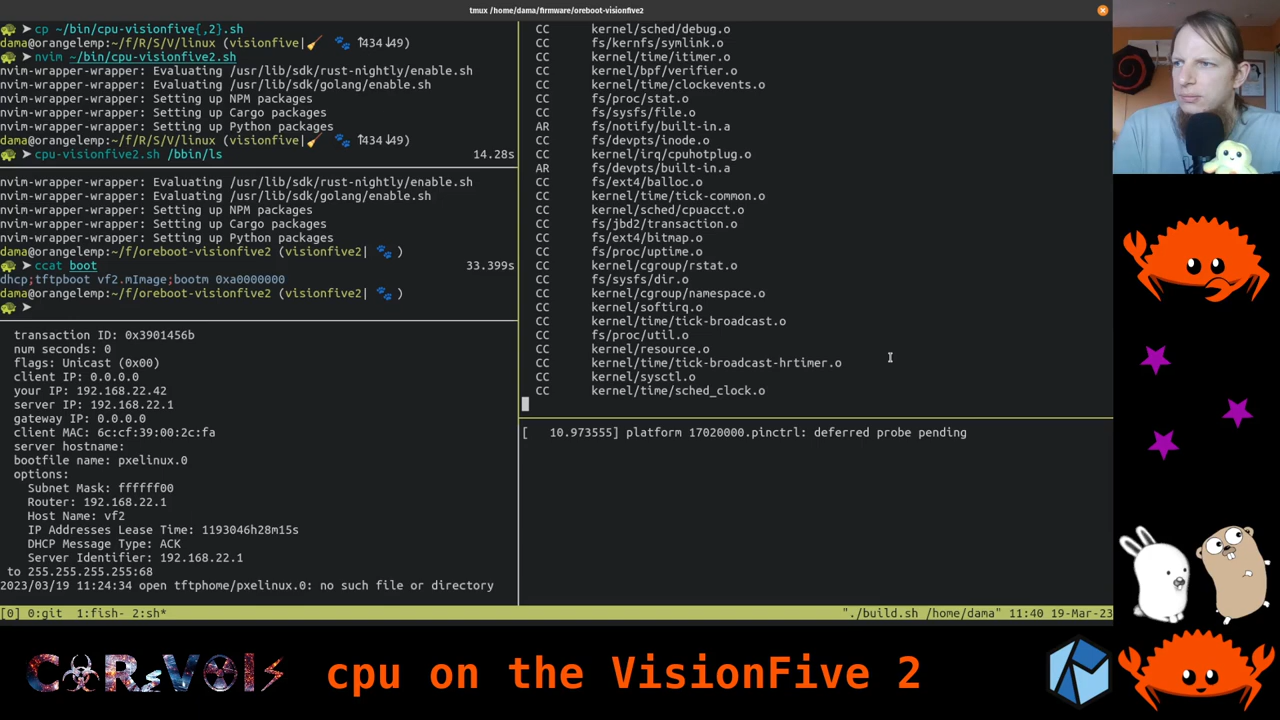 tmux /home/dama/firmware/oreboot-visionfive2
➤ cp ~/bin/cpu-visionfive{,2}.sh
dama@orangelemp:~/f/R/S/V/linux (visionfive|🧹 🐾 ↑434↓49)
➤ nvim ~/bin/cpu-visionfive2.sh
nvim-wrapper-wrapper: Evaluating /usr/lib/sdk/rust-nightly/enable.sh
nvim-wrapper-wrapper: Evaluating /usr/lib/sdk/golang/enable.sh
nvim-wrapper-wrapper: Setting up NPM packages
nvim-wrapper-wrapper: Setting up Cargo packages
nvim-wrapper-wrapper: Setting up Python packages
dama@orangelemp:~/f/R/S/V/linux (visionfive|🧹 🐾 ↑434↓49)
➤ cpu-visionfive2.sh /bbin/ls 14.28s
nvim-wrapper-wrapper: Evaluating /usr/lib/sdk/rust-nightly/enable.sh
nvim-wrapper-wrapper: Evaluating /usr/lib/sdk/golang/enable.sh
nvim-wrapper-wrapper: Setting up NPM packages
nvim-wrapper-wrapper: Setting up Cargo packages
nvim-wrapper-wrapper: Setting up Python packages
dama@orangelemp:~/f/oreboot-visionfive2 (visionfive2| 🐾 )
➤ ccat boot 33.399s
dhcp;tftpboot vf2.mImage;bootm 0xa0000000
dama@orangelemp:~/f/oreboot-visionfive2 (visionfive2| 🐾 )
➤
transaction ID: 0x3901456b
num seconds: 0
flags: Unicast (0x00)
client IP: 0.0.0.0
your IP: 192.168.22.42
server IP: 192.168.22.1
gateway IP: 0.0.0.0
client MAC: 6c:cf:39:00:2c:fa
server hostname:
bootfile name: pxelinux.0
options:
Subnet Mask: ffffff00
Router: 192.168.22.1
Host Name: vf2
IP Addresses Lease Time: 1193046h28m15s
DHCP Message Type: ACK
Server Identifier: 192.168.22.1
to 255.255.255.255:68
2023/03/19 11:24:34 open tftphome/pxelinux.0: no such file or directory
CC kernel/sched/debug.o
CC fs/kernfs/symlink.o
CC kernel/time/itimer.o
CC kernel/bpf/verifier.o
CC kernel/time/clockevents.o
CC fs/proc/stat.o
CC fs/sysfs/file.o
AR fs/notify/built-in.a
CC fs/devpts/inode.o
CC kernel/irq/cpuhotplug.o
AR fs/devpts/built-in.a
CC fs/ext4/balloc.o
CC kernel/time/tick-common.o
CC kernel/sched/cpuacct.o
CC fs/jbd2/transaction.o
CC fs/ext4/bitmap.o
CC fs/proc/uptime.o
CC kernel/cgroup/rstat.o
CC fs/sysfs/dir.o
CC kernel/cgroup/namespace.o
CC kernel/softirq.o
CC kernel/time/tick-broadcast.o
CC fs/proc/util.o
CC kernel/resource.o
CC kernel/time/tick-broadcast-hrtimer.o
CC kernel/sysctl.o
CC kernel/time/sched_clock.o
[   10.973555] platform 17020000.pinctrl: deferred probe pending
[0] 0:git  1:fish- 2:sh* "./build.sh /home/dama" 11:40 19-Mar-23
cpu on the VisionFive 2